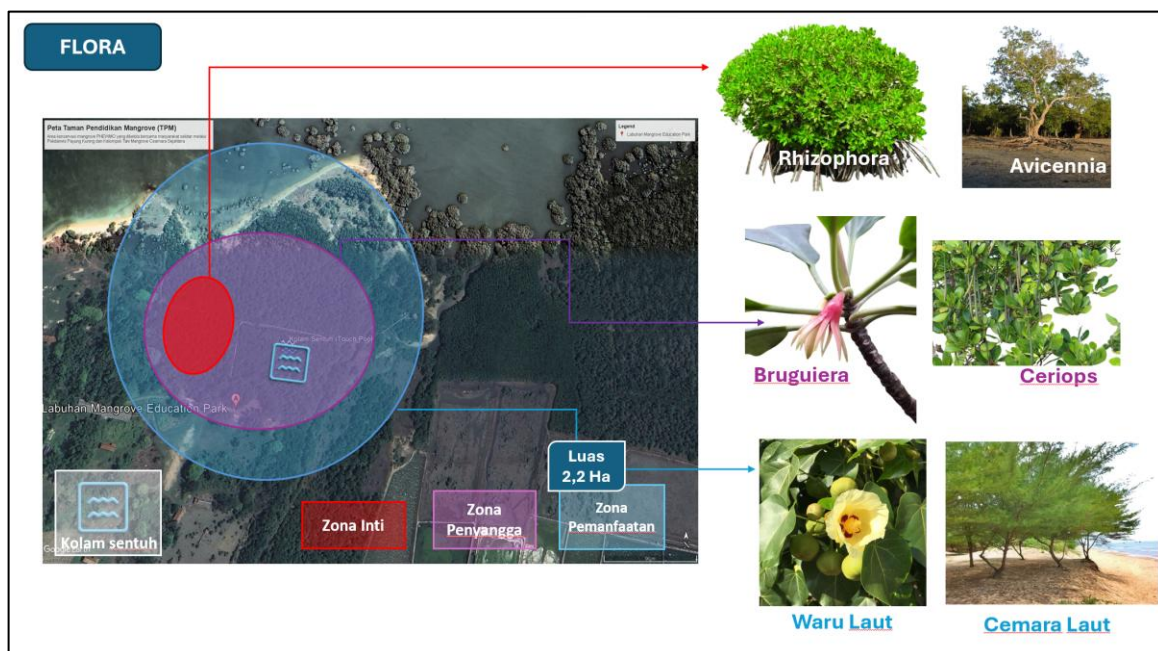 FLORA
Peta Taman Pendidikan Mangrove (TPM)
Legend
Labuhan Mangrove Education Park
Kolam Sentuh (Touch Pool)
Labuhan Mangrove Education Park
Luas
2,2 Ha
Kolam sentuh
Zona Inti
Zona
Penyangga
Zona
Pemanfaatan
Rhizophora
Avicennia
Bruguiera
Ceriops
Waru Laut
Cemara Laut